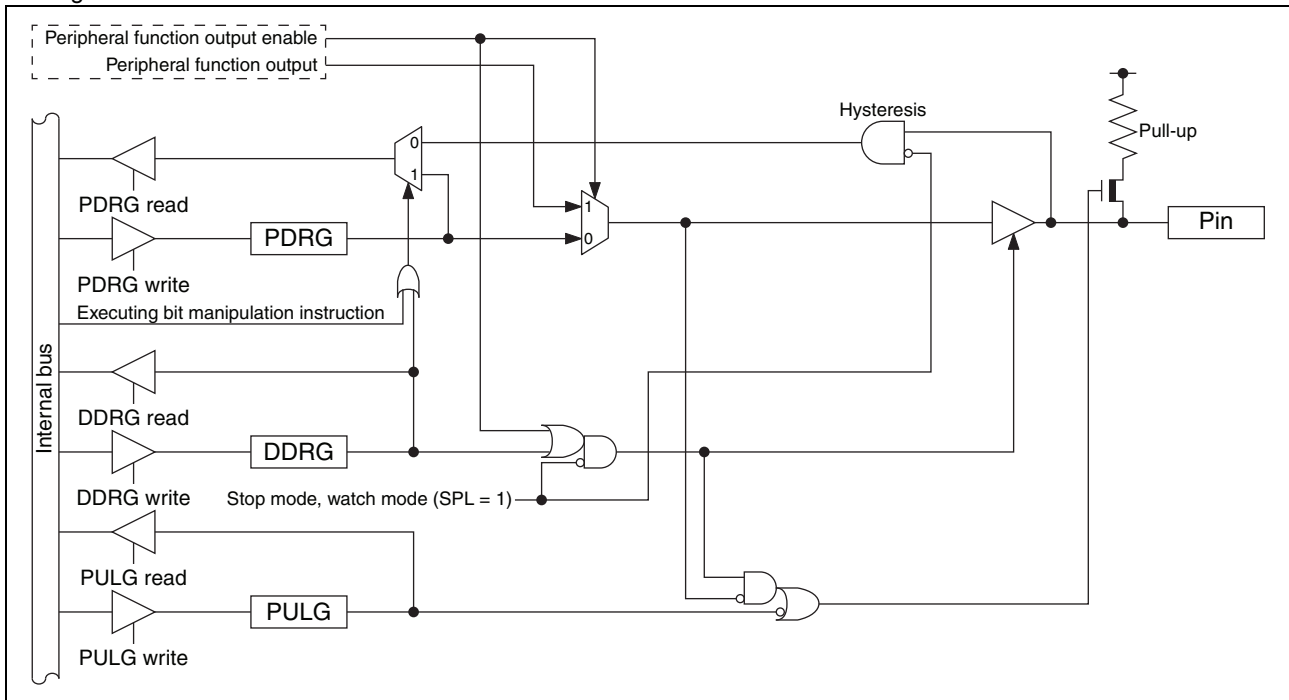 Peripheral function output enable
Peripheral function output
Hysteresis
Pull-up
0
1
PDRG read
1
0
PDRG
Pin
PDRG write
Executing bit manipulation instruction
Internal bus
DDRG read
DDRG
DDRG write
Stop mode, watch mode (SPL = 1)
PULG read
PULG
PULG write